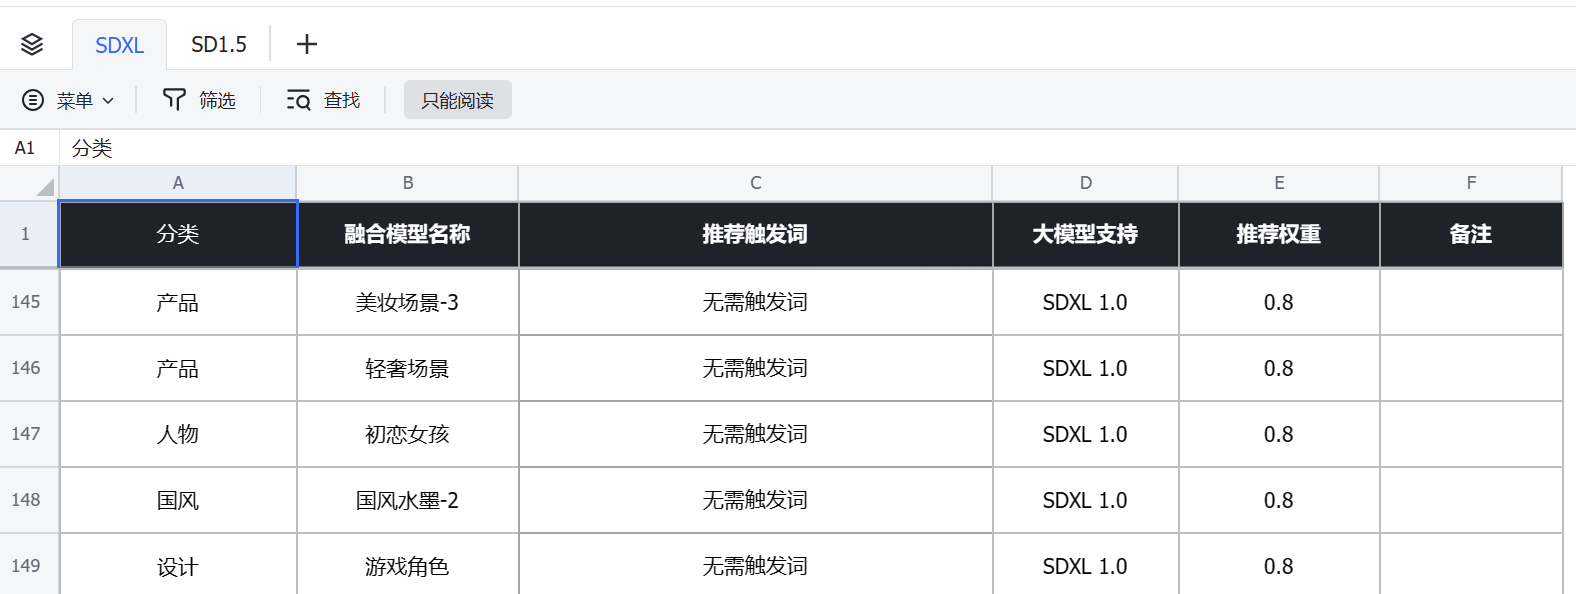 SDXL SD1.5
菜单 筛选 查找 只能阅读
A1 分类
A B C D E F
1 分类 融合模型名称 推荐触发词 大模型支持 推荐权重 备注
145 产品 美妆场景-3 无需触发词 SDXL 1.0 0.8
146 产品 轻奢场景 无需触发词 SDXL 1.0 0.8
147 人物 初恋女孩 无需触发词 SDXL 1.0 0.8
148 国风 国风水墨-2 无需触发词 SDXL 1.0 0.8
149 设计 游戏角色 无需触发词 SDXL 1.0 0.8